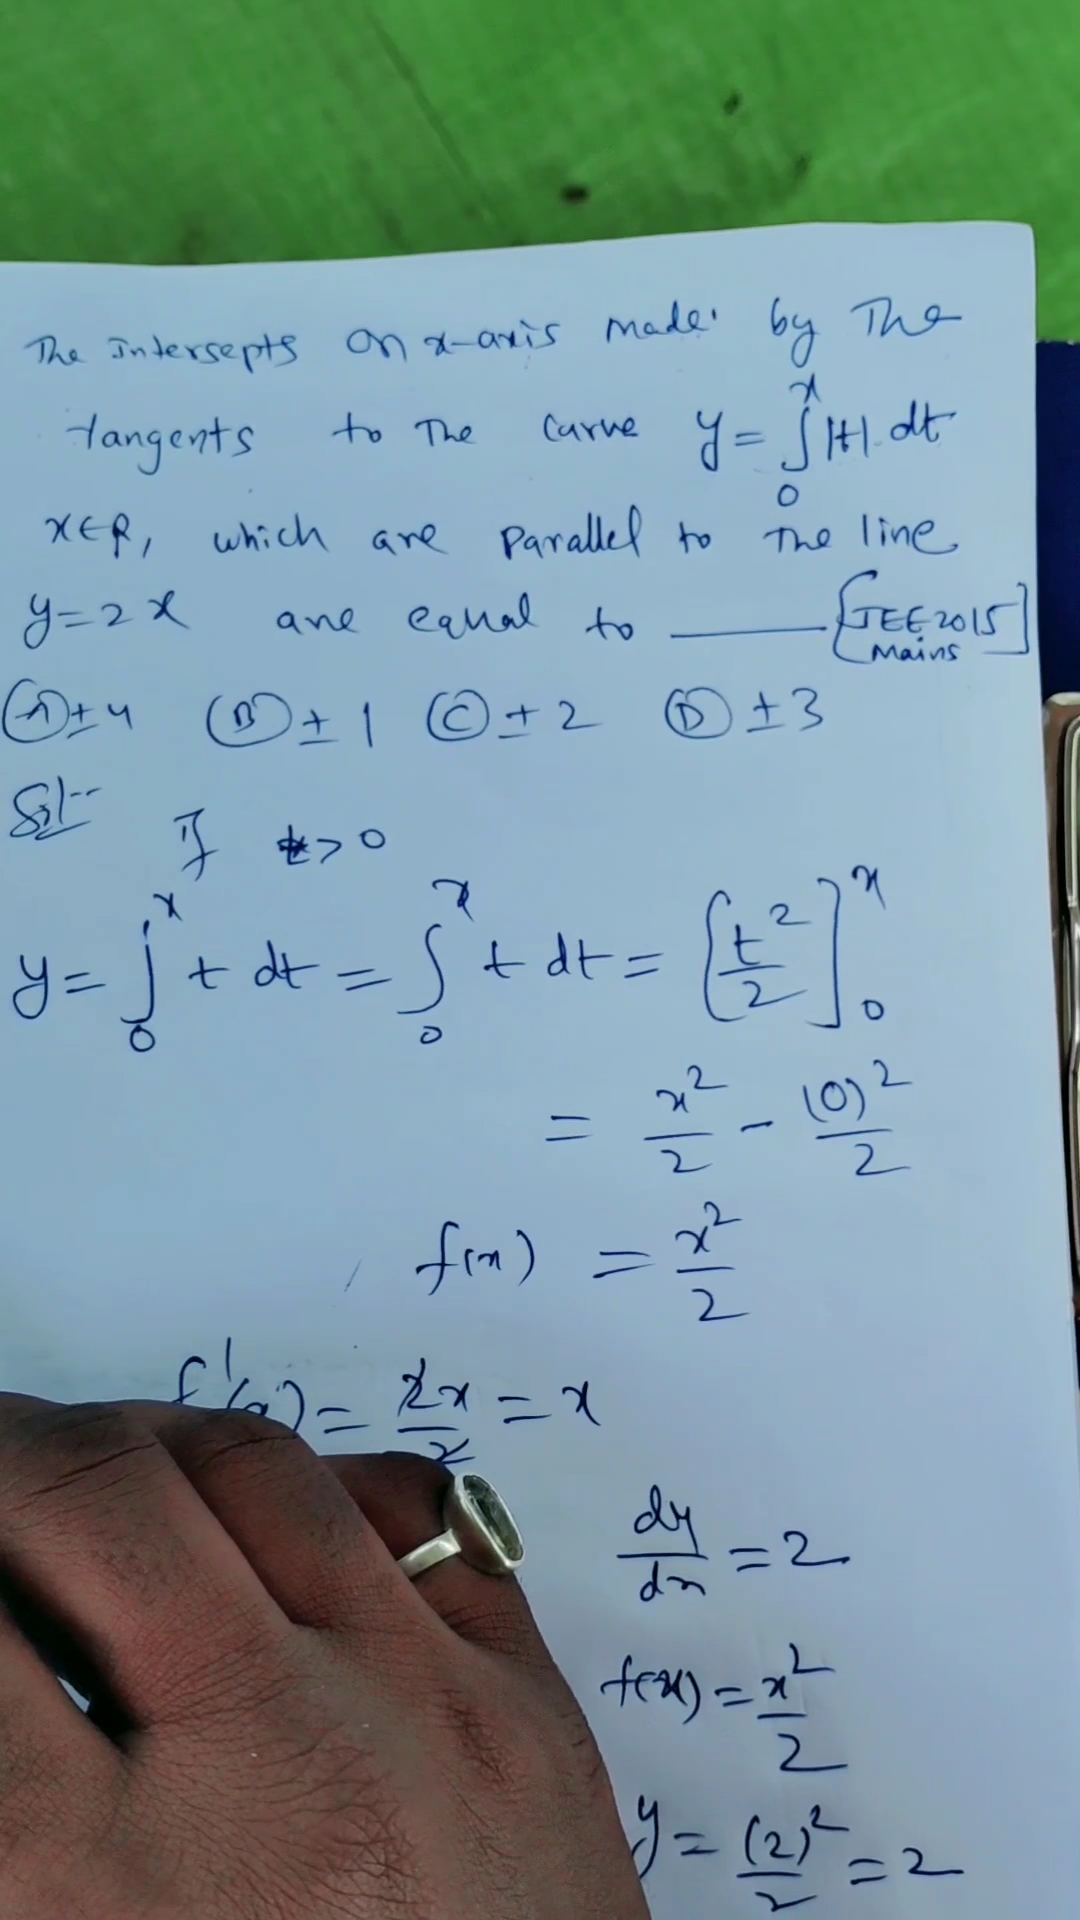 The Intersepts on x-axis made by The
tangents to The Curve y = ∫₀ˣ |t| dt
x∈R, which are Parallel to The line
y=2x are equal to ______ [JEE 2015 Mains]
(A) ±4 (B) ±1 (C) ±2 (D) ±3
Sol:-
If t>0
y = ∫₀ˣ t dt = ∫₀ˣ t dt = [t²/2]₀ˣ
= x²/2 - (0)²/2
f(x) = x²/2
f'(x) = 2x/2 = x
dy/dx = 2
f(x) = x²/2
y = (2)²/2 = 2